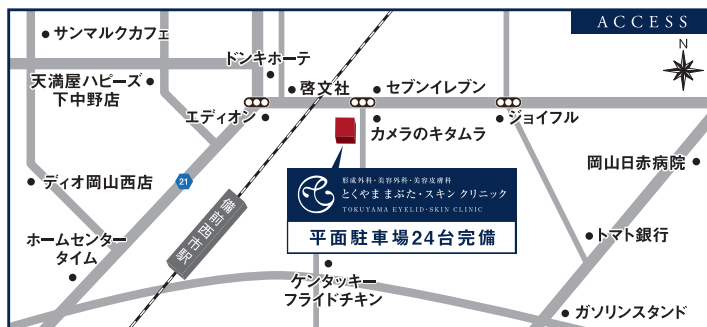 ACCESS
N
サンマルクカフェ
ドンキホーテ
天満屋ハピーズ
下中野店
啓文社
セブンイレブン
エディオン
カメラのキタムラ
ジョイフル
岡山日赤病院
ディオ岡山西店
21
形成外科・美容外科・美容皮膚科
とくやま まぶた・スキン クリニック
TOKUYAMA EYELID・SKIN CLINIC
平面駐車場24台完備
備前西市駅
ホームセンター
タイム
トマト銀行
ケンタッキー
フライドチキン
ガソリンスタンド